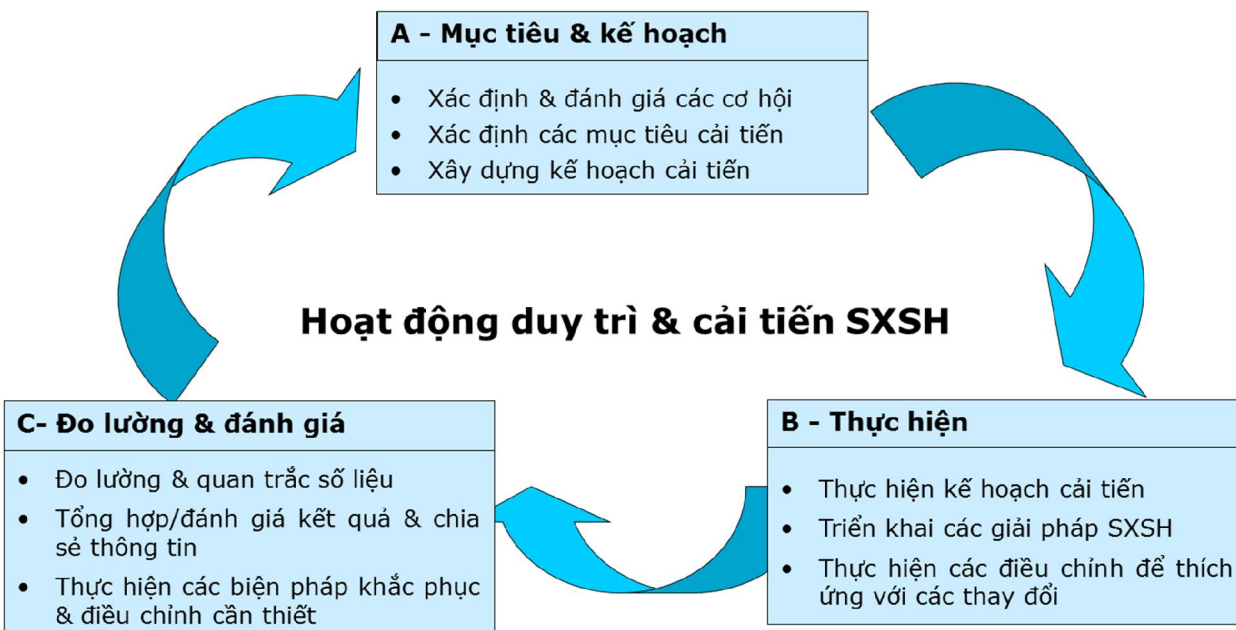 A - Mục tiêu & kế hoạch
• Xác định & đánh giá các cơ hội
• Xác định các mục tiêu cải tiến
• Xây dựng kế hoạch cải tiến
Hoạt động duy trì & cải tiến SXSH
C- Đo lường & đánh giá
• Đo lường & quan trắc số liệu
• Tổng hợp/đánh giá kết quả & chia
sẻ thông tin
• Thực hiện các biện pháp khắc phục
& điều chỉnh cần thiết
B - Thực hiện
• Thực hiện kế hoạch cải tiến
• Triển khai các giải pháp SXSH
• Thực hiện các điều chỉnh để thích
ứng với các thay đổi